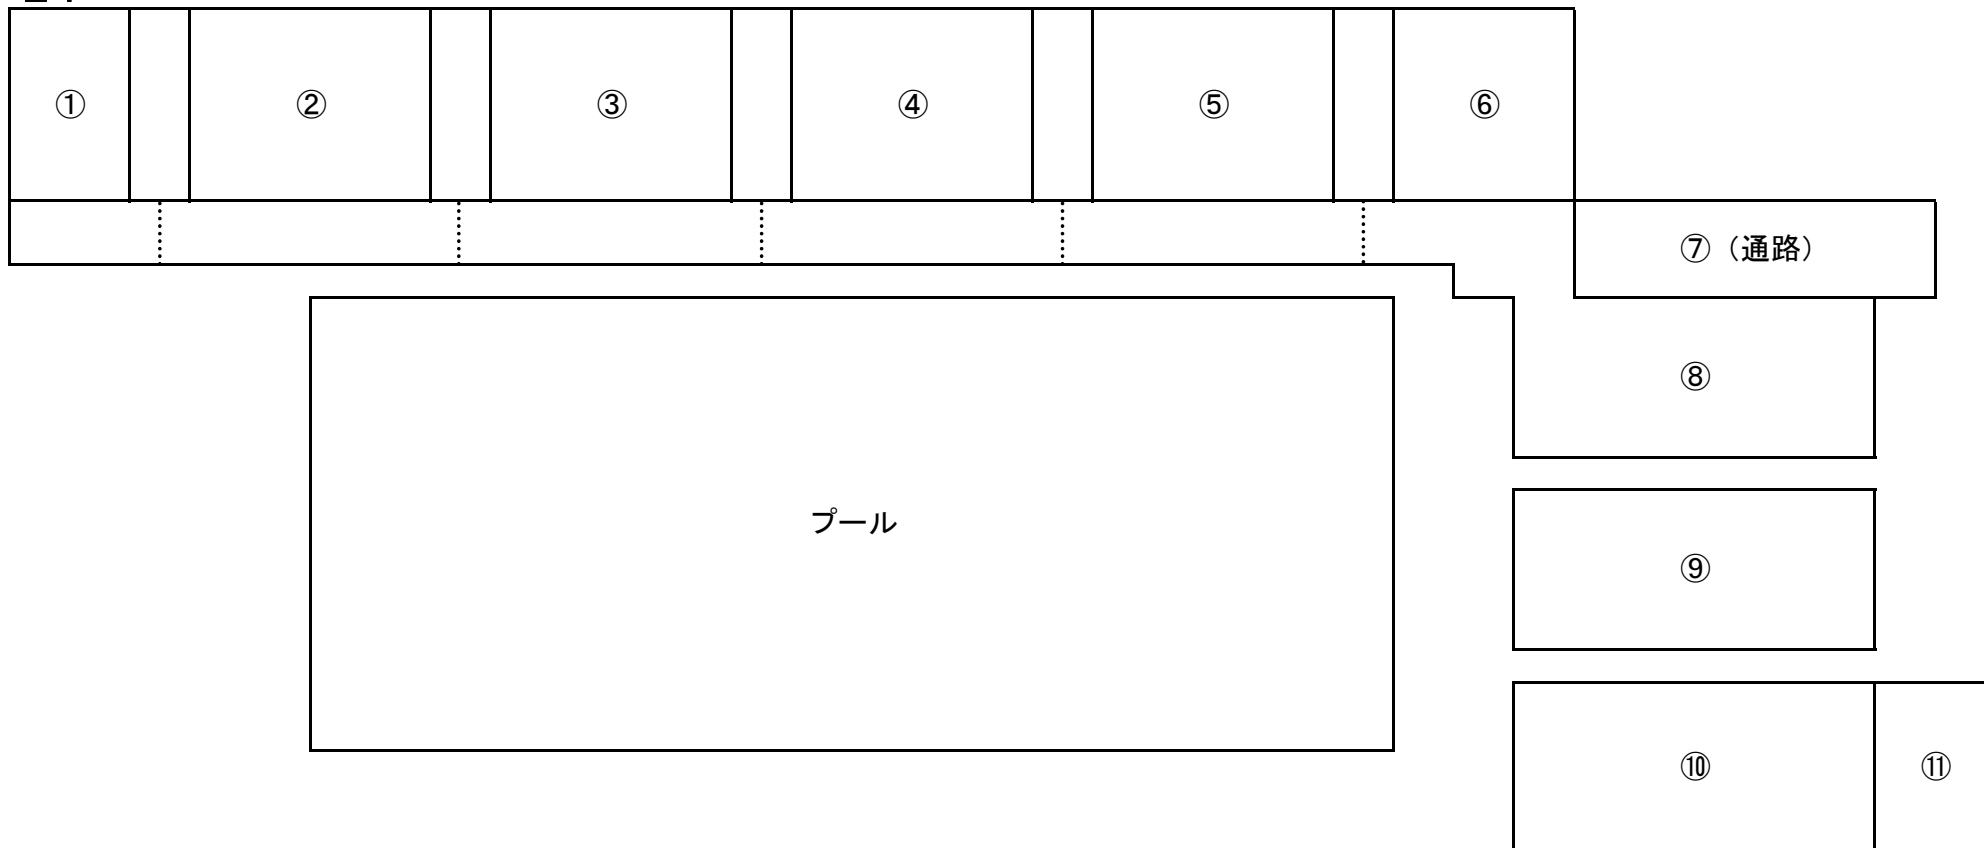 ① ② ③ ④ ⑤ ⑥
⑦（通路）
⑧
プール
⑨
⑩ ⑪